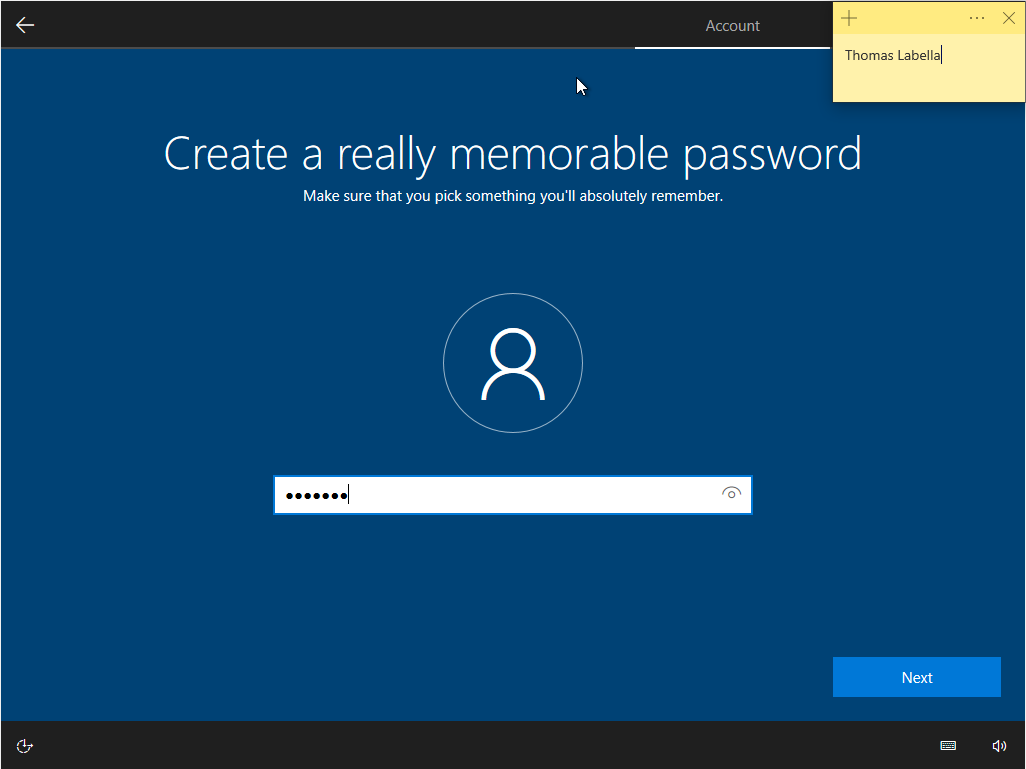 Account
Thomas Labella
Create a really memorable password
Make sure that you pick something you'll absolutely remember.
•••••••
Next